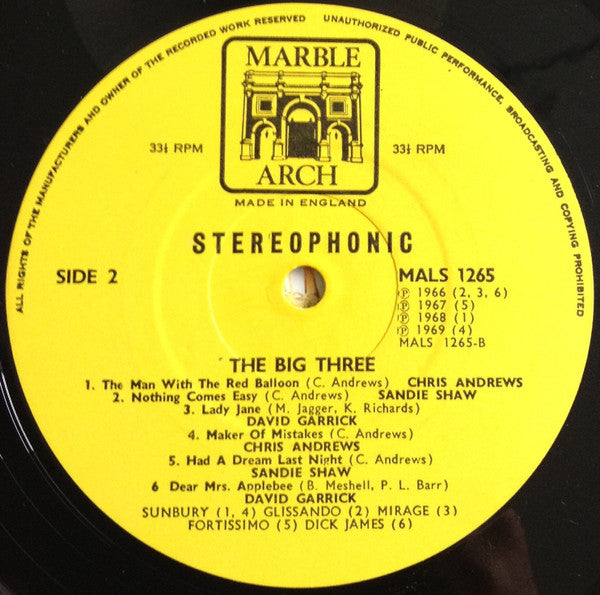 ALL RIGHTS OF THE MANUFACTURERS AND OWNER OF THE RECORDED WORK RESERVED
UNAUTHORIZED PUBLIC PERFORMANCE, BROADCASTING AND COPYING PROHIBITED
MARBLE
ARCH
33⅓ RPM
33⅓ RPM
MADE IN ENGLAND
STEREOPHONIC
SIDE 2
MALS 1265
℗ 1966 (2, 3, 6)
℗ 1967 (5)
℗ 1968 (1)
℗ 1969 (4)
MALS 1265-B
THE BIG THREE
1. The Man With The Red Balloon (C. Andrews) CHRIS ANDREWS
2. Nothing Comes Easy (C. Andrews) SANDIE SHAW
3. Lady Jane (M. Jagger, K. Richards)
DAVID GARRICK
4. Maker Of Mistakes (C. Andrews)
CHRIS ANDREWS
5. Had A Dream Last Night (C. Andrews)
SANDIE SHAW
6 Dear Mrs. Applebee (B. Meshell, P. L. Barr)
DAVID GARRICK
SUNBURY (1, 4) GLISSANDO (2) MIRAGE (3)
FORTISSIMO (5) DICK JAMES (6)